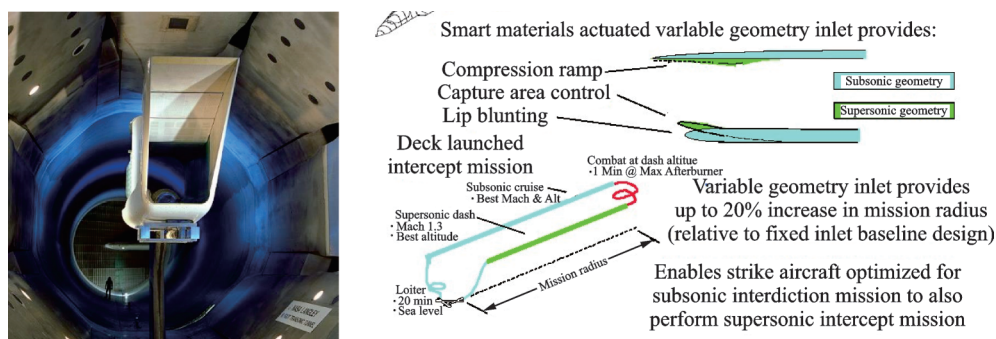 Smart materials actuated varlable geometry inlet provides:
Compression ramp
Capture area control
Lip blunting
Subsonic geometry
Supersonic geometry
Deck launched
intercept mission
Combat at dash altitue
·1 Min @ Max Afterburner
Subsonic cruise
·Best Mach & Alt
Supersonic dash
·Mach 1.3
·Best altitude
Loiter
·20 min
·Sea level
Mission radius
Variable geometry inlet provides
up to 20% increase in mission radius
(relative to fixed inlet baseline design)
Enables strike aircraft optimized for
subsonic interdiction mission to also
perform supersonic intercept mission